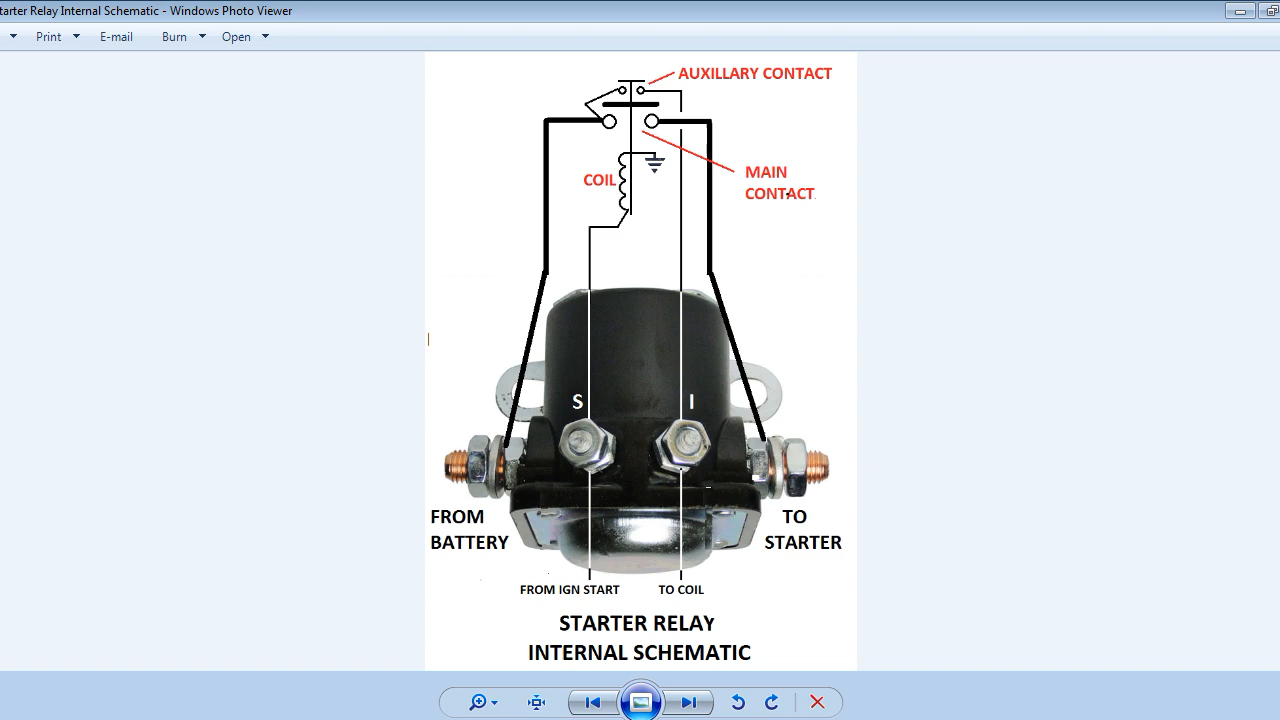 tarter Relay Internal Schematic - Windows Photo Viewer
Print E-mail Burn Open
AUXILLARY CONTACT
MAIN
CONTACT
COIL
S I
FROM
BATTERY
TO
STARTER
FROM IGN START TO COIL
STARTER RELAY
INTERNAL SCHEMATIC